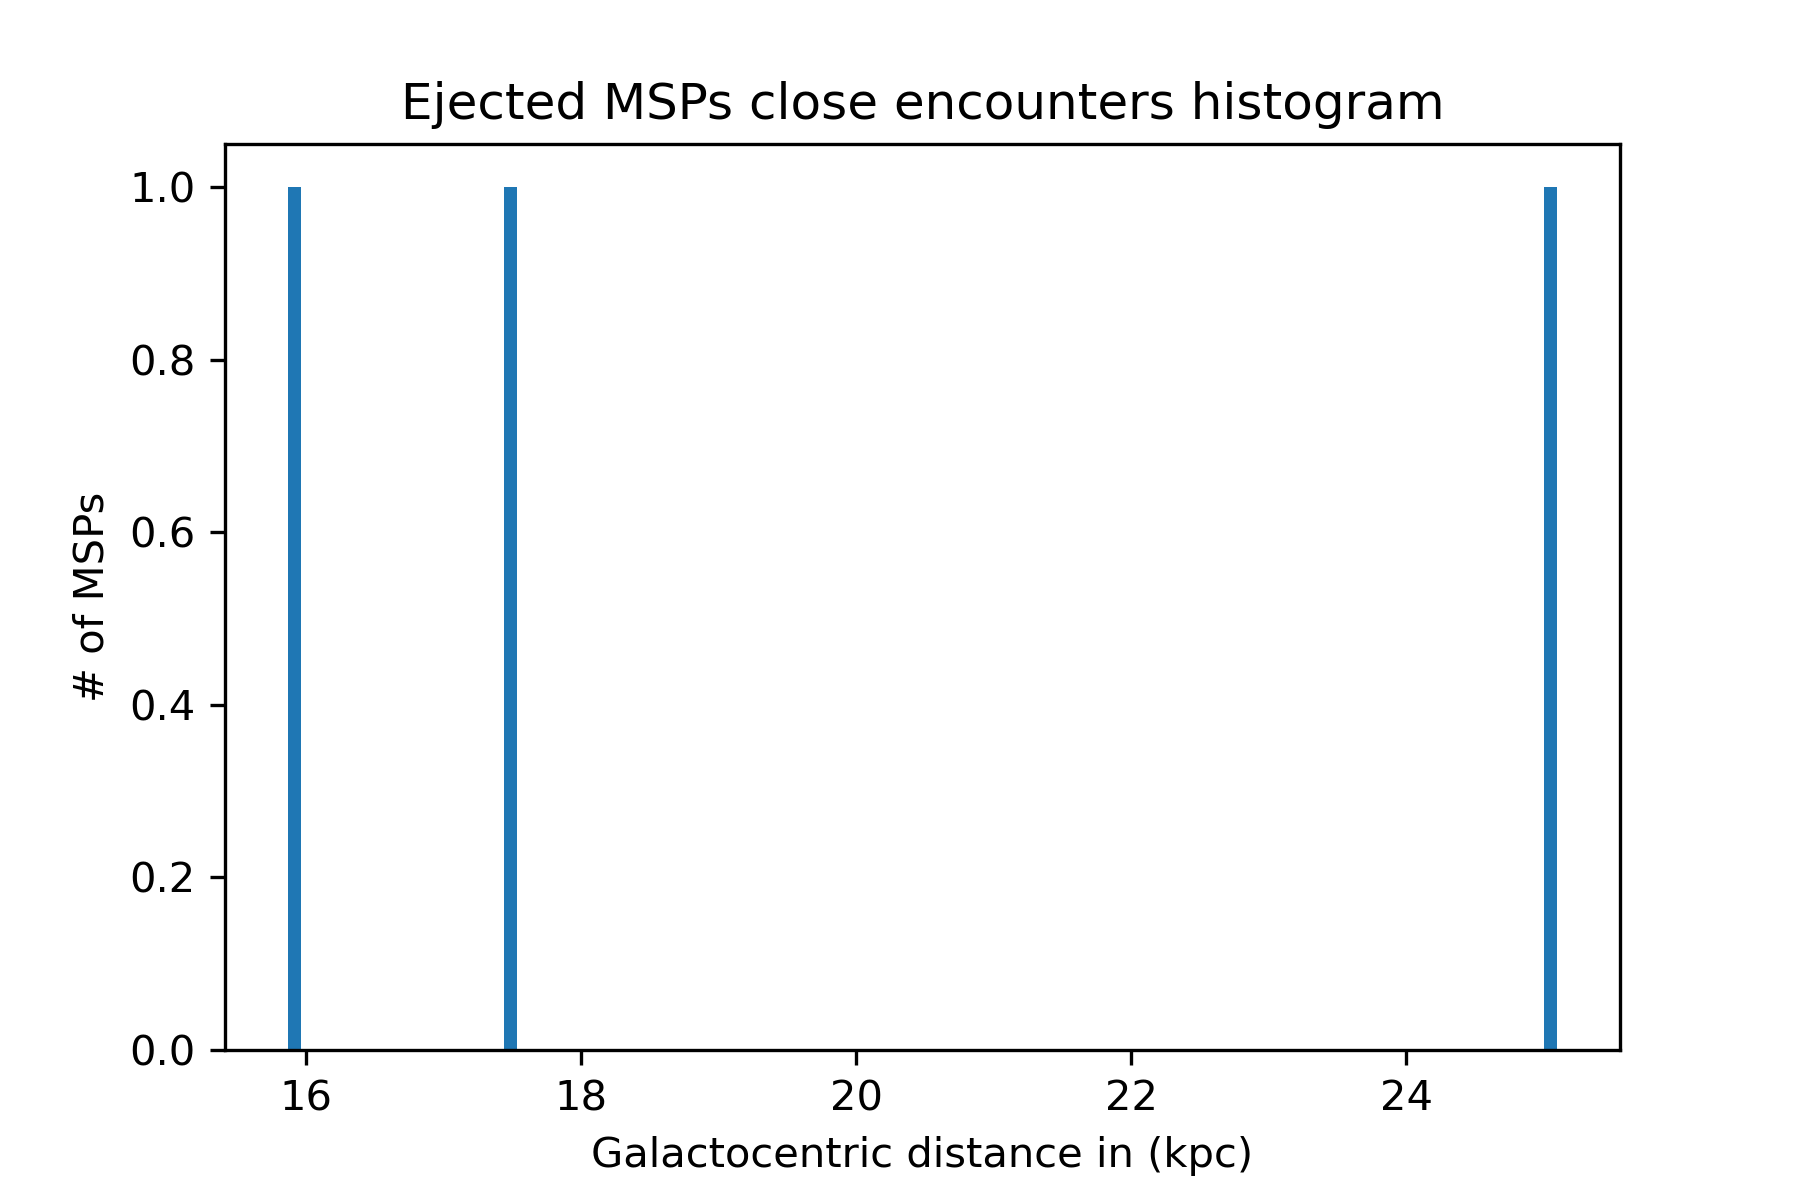 Ejected MSPs close encounters histogram
1.0
0.8
0.6
0.4
0.2
0.0
# of MSPs
16 18 20 22 24
Galactocentric distance in (kpc)